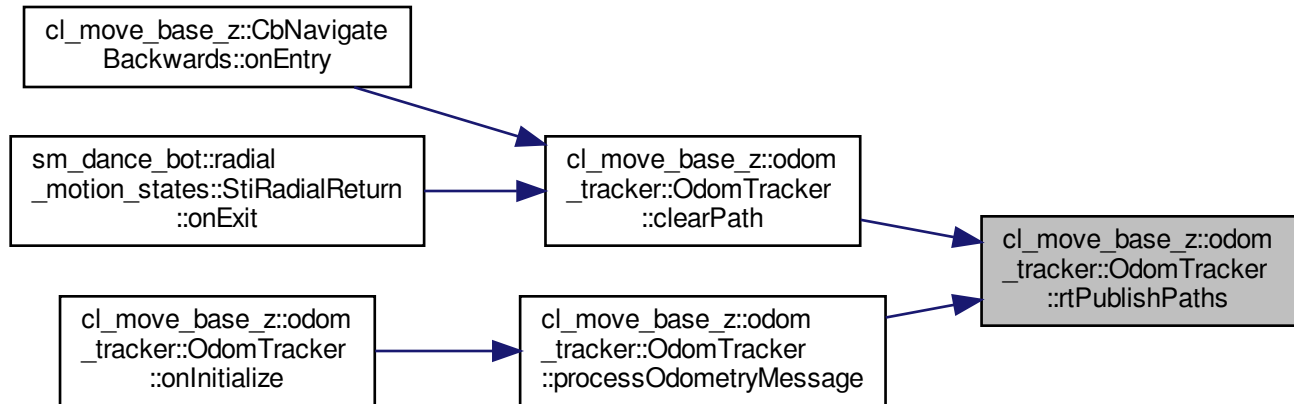 cl_move_base_z::CbNavigate
Backwards::onEntry
sm_dance_bot::radial
_motion_states::StiRadialReturn
::onExit
cl_move_base_z::odom
_tracker::OdomTracker
::clearPath
cl_move_base_z::odom
_tracker::OdomTracker
::rtPublishPaths
cl_move_base_z::odom
_tracker::OdomTracker
::onInitialize
cl_move_base_z::odom
_tracker::OdomTracker
::processOdometryMessage